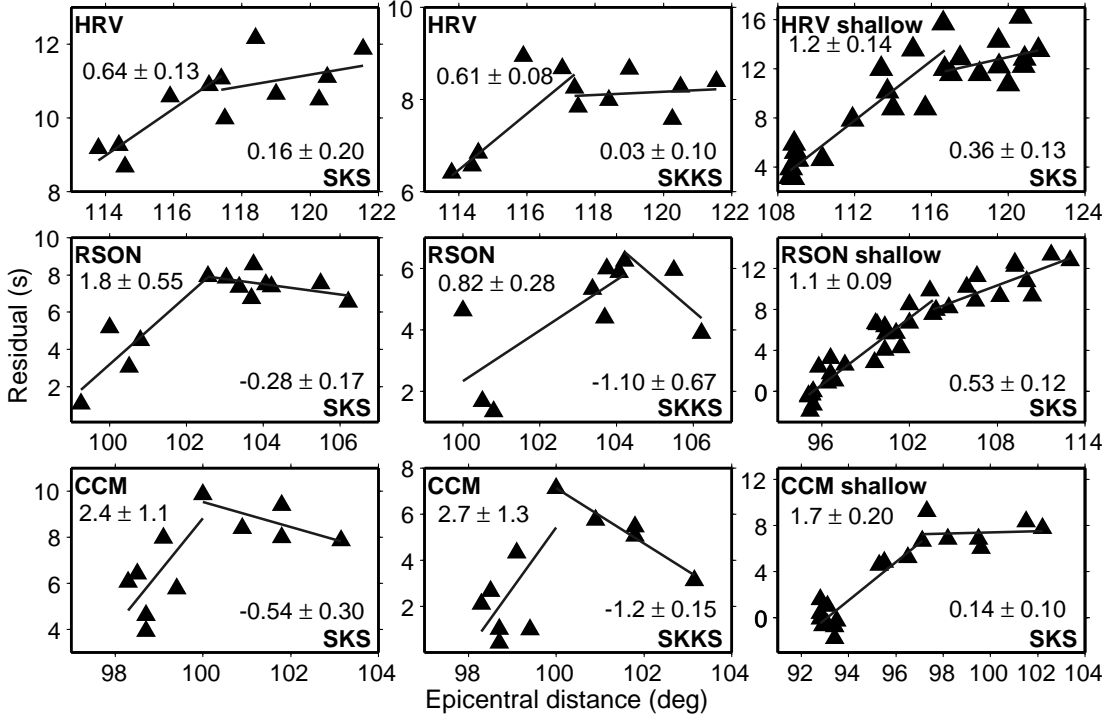 HRV
0.64 ± 0.13
0.16 ± 0.20
SKS
8
10
12
114 116 118 120 122
HRV
0.61 ± 0.08
0.03 ± 0.10
SKKS
6
8
10
114 116 118 120 122
HRV shallow
1.2 ± 0.14
0.36 ± 0.13
SKS
4
8
12
16
108 112 116 120 124
RSON
1.8 ± 0.55
-0.28 ± 0.17
SKS
2
4
6
8
10
100 102 104 106
RSON
0.82 ± 0.28
-1.10 ± 0.67
SKKS
2
4
6
100 102 104 106
RSON shallow
1.1 ± 0.09
0.53 ± 0.12
SKS
0
4
8
12
96 102 108 114
CCM
2.4 ± 1.1
-0.54 ± 0.30
SKS
4
6
8
10
98 100 102 104
CCM
2.7 ± 1.3
-1.2 ± 0.15
SKKS
0
2
4
6
8
98 100 102 104
CCM shallow
1.7 ± 0.20
0.14 ± 0.10
SKS
0
4
8
12
92 94 96 98 100 102 104
Residual (s)
Epicentral distance (deg)